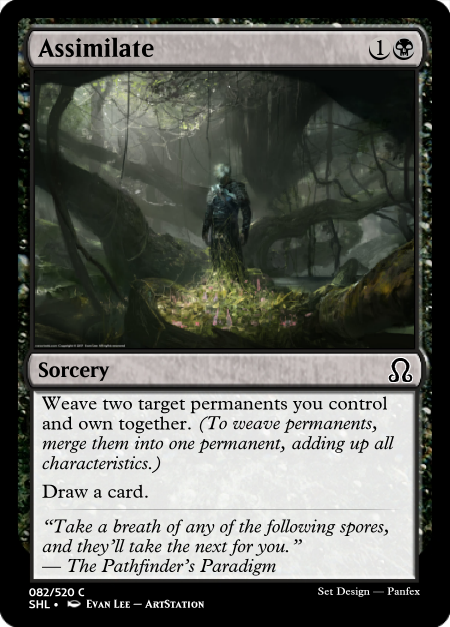 Assimilate 1
Sorcery
Weave two target permanents you control
and own together. (To weave permanents,
merge them into one permanent, adding up all
characteristics.)
Draw a card.
“Take a breath of any of the following spores,
and they’ll take the next for you.”
— The Pathfinder’s Paradigm
082/520 C
Set Design — Panfex
SHL • Evan Lee — ArtStation